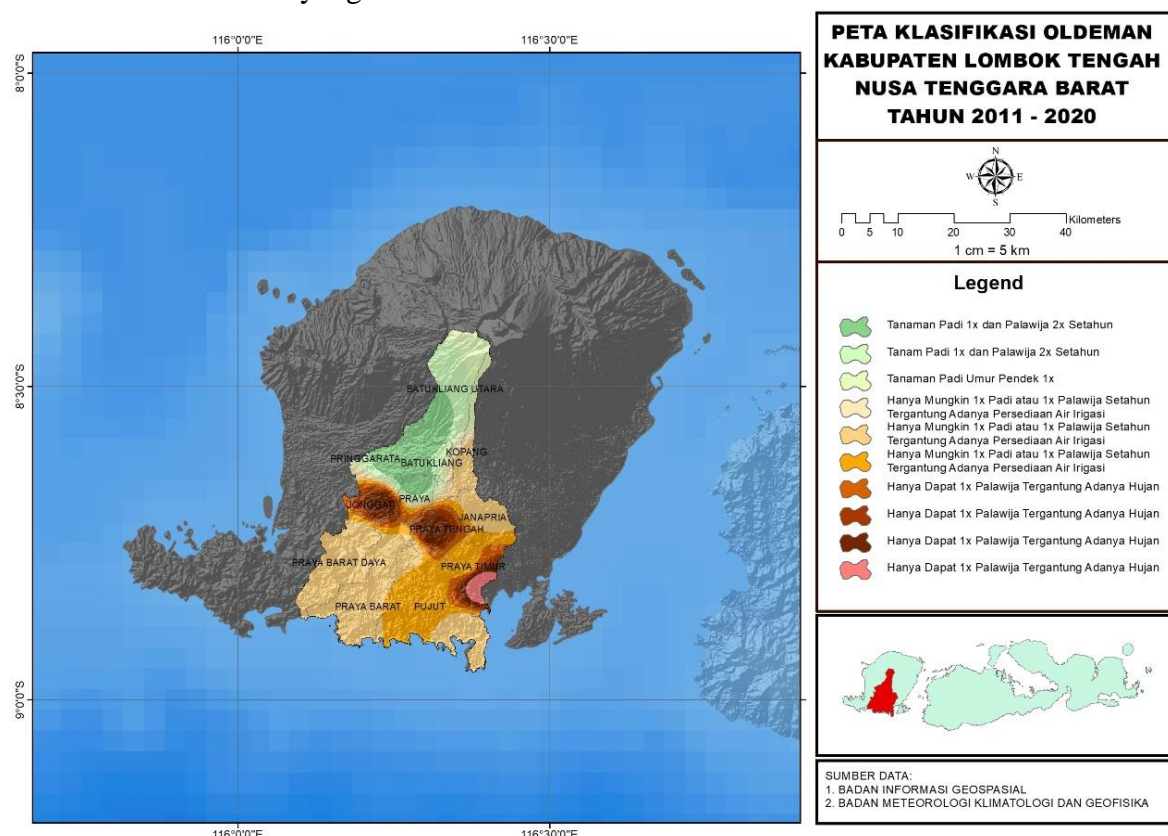 PETA KLASIFIKASI OLDEMAN
KABUPATEN LOMBOK TENGAH
NUSA TENGGARA BARAT
TAHUN 2011 - 2020
116°0'0"E
116°30'0"E
8°0'0"S
8°30'0"S
9°0'0"S
BATUKLIANG UTARA
PRINGGARATA
BATUKLIANG
KOPANG
JONGGAT
PRAYA
JANAPRIA
PRAYA TENGAH
PRAYA BARAT DAYA
PRAYA TIMUR
PRAYA BARAT
PUJUT
116°0'0"E
116°30'0"E
N
W
E
S
Kilometers
0 5 10 20 30 40
1 cm = 5 km
Legend
Tanaman Padi 1x dan Palawija 2x Setahun
Tanam Padi 1x dan Palawija 2x Setahun
Tanaman Padi Umur Pendek 1x
Hanya Mungkin 1x Padi atau 1x Palawija Setahun
Tergantung Adanya Persediaan Air Irigasi
Hanya Mungkin 1x Padi atau 1x Palawija Setahun
Tergantung Adanya Persediaan Air Irigasi
Hanya Mungkin 1x Padi atau 1x Palawija Setahun
Tergantung Adanya Persediaan Air Irigasi
Hanya Dapat 1x Palawija Tergantung Adanya Hujan
Hanya Dapat 1x Palawija Tergantung Adanya Hujan
Hanya Dapat 1x Palawija Tergantung Adanya Hujan
Hanya Dapat 1x Palawija Tergantung Adanya Hujan
SUMBER DATA:
1. BADAN INFORMASI GEOSPASIAL
2. BADAN METEOROLOGI KLIMATOLOGI DAN GEOFISIKA